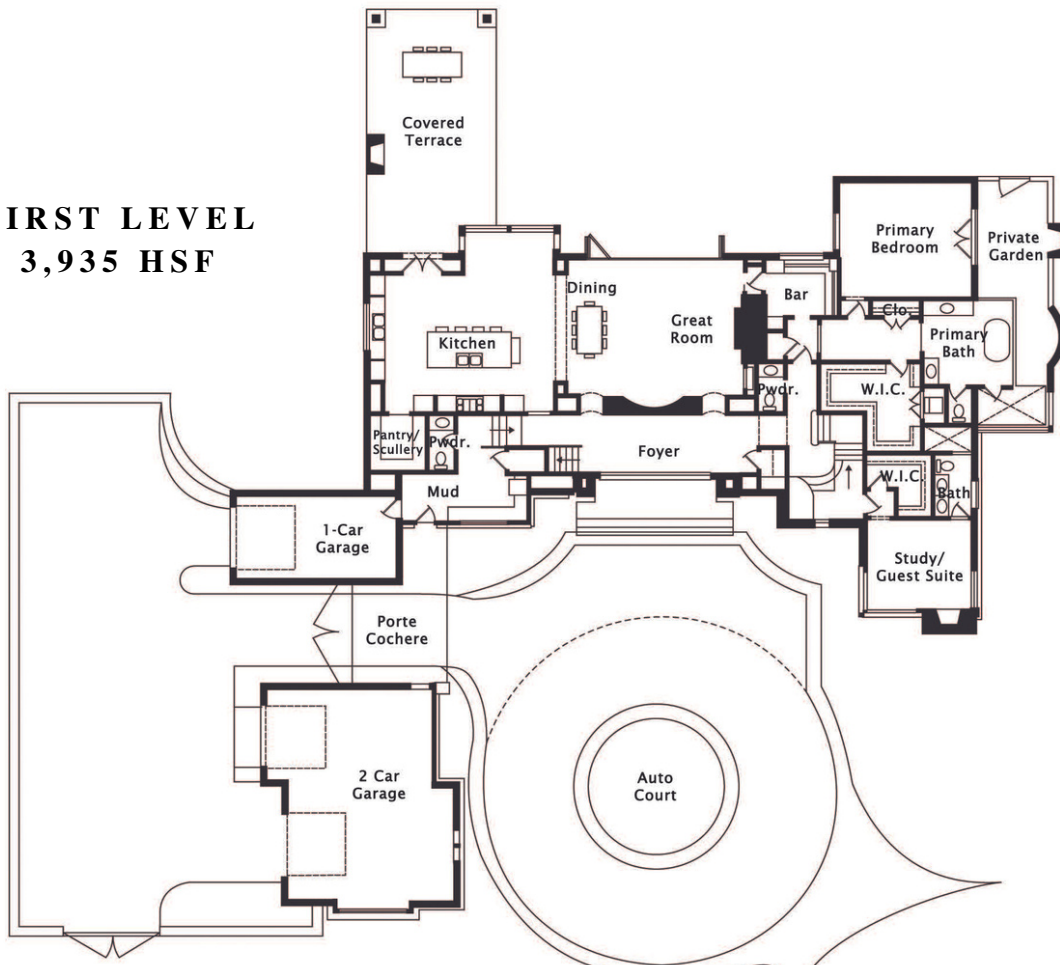 IRST LEVEL
3,935 HSF
Covered
Terrace
Primary
Bedroom
Private
Garden
Dining
Bar
Kitchen
Great
Room
Clo.
Primary
Bath
Pwdr.
W.I.C.
Pantry/
Scullery
Pwdr.
Foyer
Mud
W.I.C.
Bath
1-Car
Garage
Study/
Guest Suite
Porte
Cochere
2 Car
Garage
Auto
Court